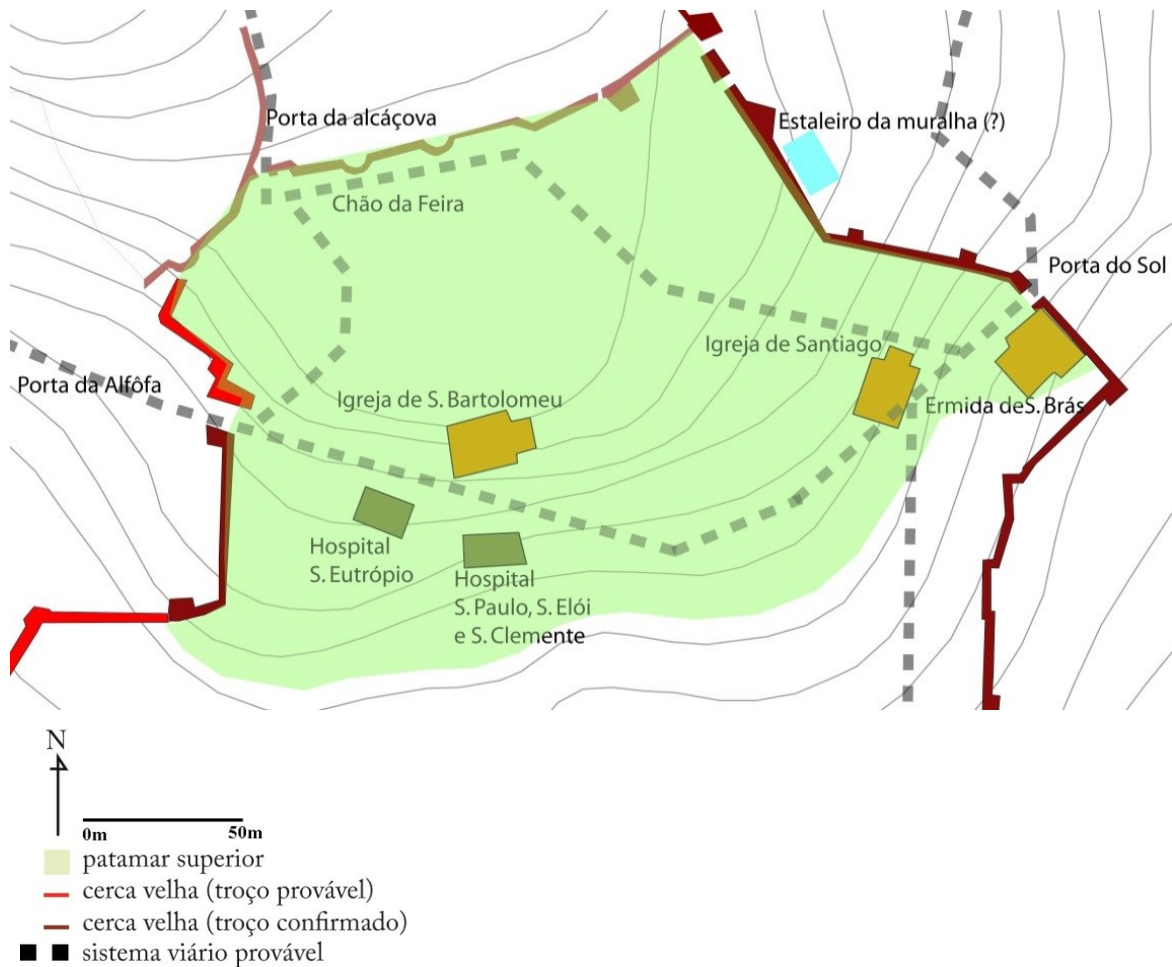 Porta da alcáçova
Estaleiro da muralha (?)
Chão da Feira
Porta do Sol
Igreja de Santiago
Porta da Alfôfa
Igreja de S. Bartolomeu
Ermida deS. Brás
Hospital
S. Eutrópio
Hospital
S. Paulo, S. Elói
e S. Clemente
N
0m 50m
patamar superior
cerca velha (troço provável)
cerca velha (troço confirmado)
sistema viário provável